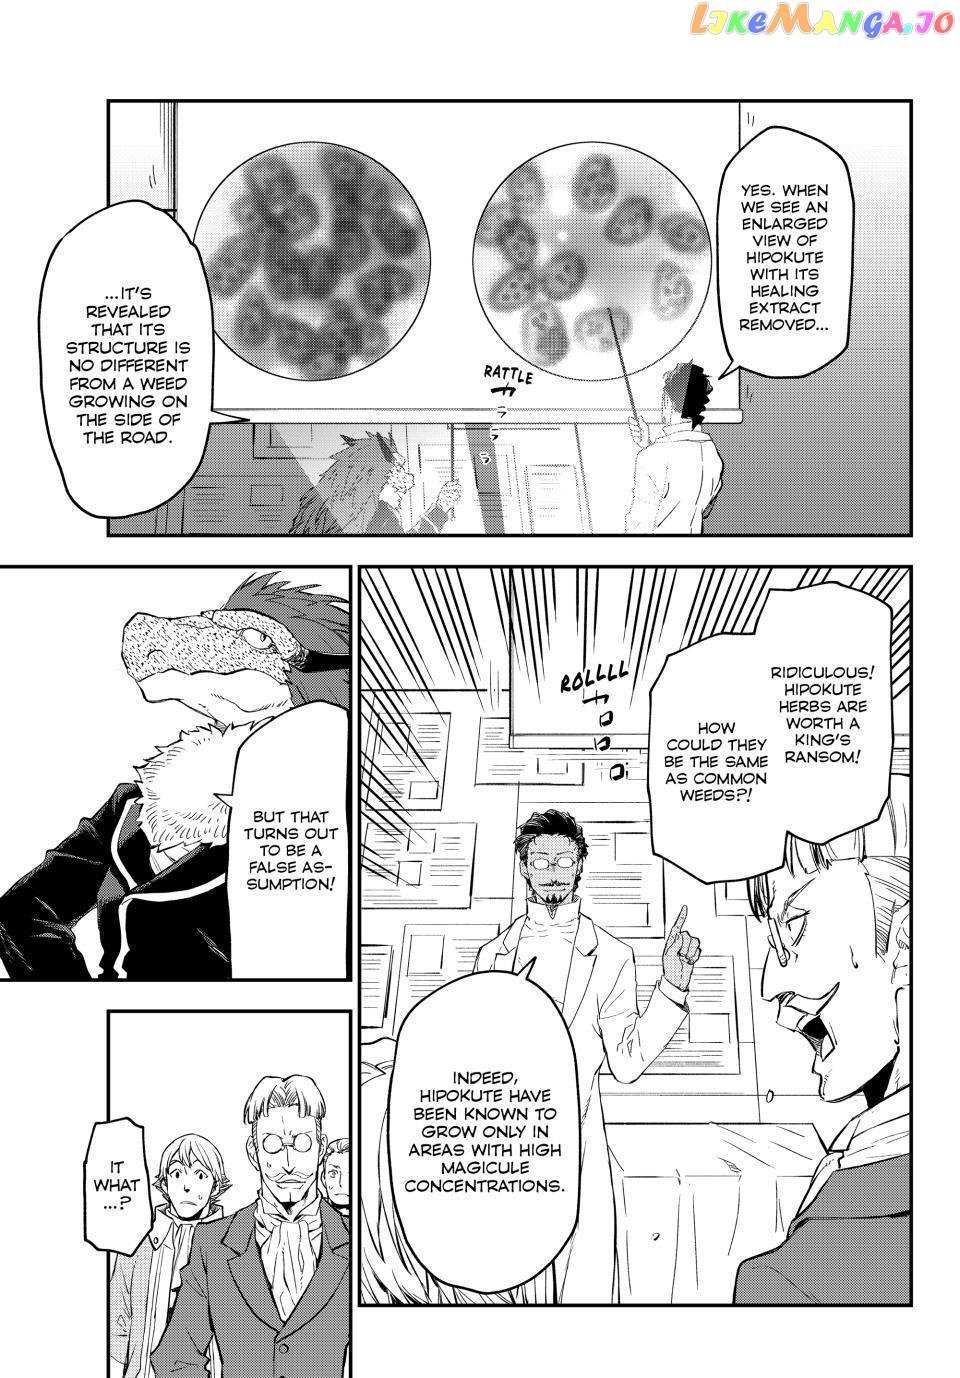 LIKEMANGA.IO
YES. WHEN
WE SEE AN
ENLARGED
VIEW OF
HIPOKUTE
WITH ITS
HEALING
EXTRACT
REMOVED...
...IT'S
REVEALED
THAT ITS
STRUCTURE IS
NO DIFFERENT
FROM A WEED
GROWING ON
THE SIDE OF
THE ROAD.
RATTLE
RIDICULOUS!
HIPOKUTE
HERBS ARE
WORTH A
KING'S
RANSOM!
HOW
COULD THEY
BE THE SAME
AS COMMON
WEEDS?!
ROLLLLL
INDEED,
HIPOKUTE HAVE
BEEN KNOWN TO
GROW ONLY IN
AREAS WITH HIGH
MAGICULE
CONCENTRATIONS.
BUT THAT
TURNS OUT
TO BE A
FALSE AS-
SUMPTION!
IT
WHAT
...?